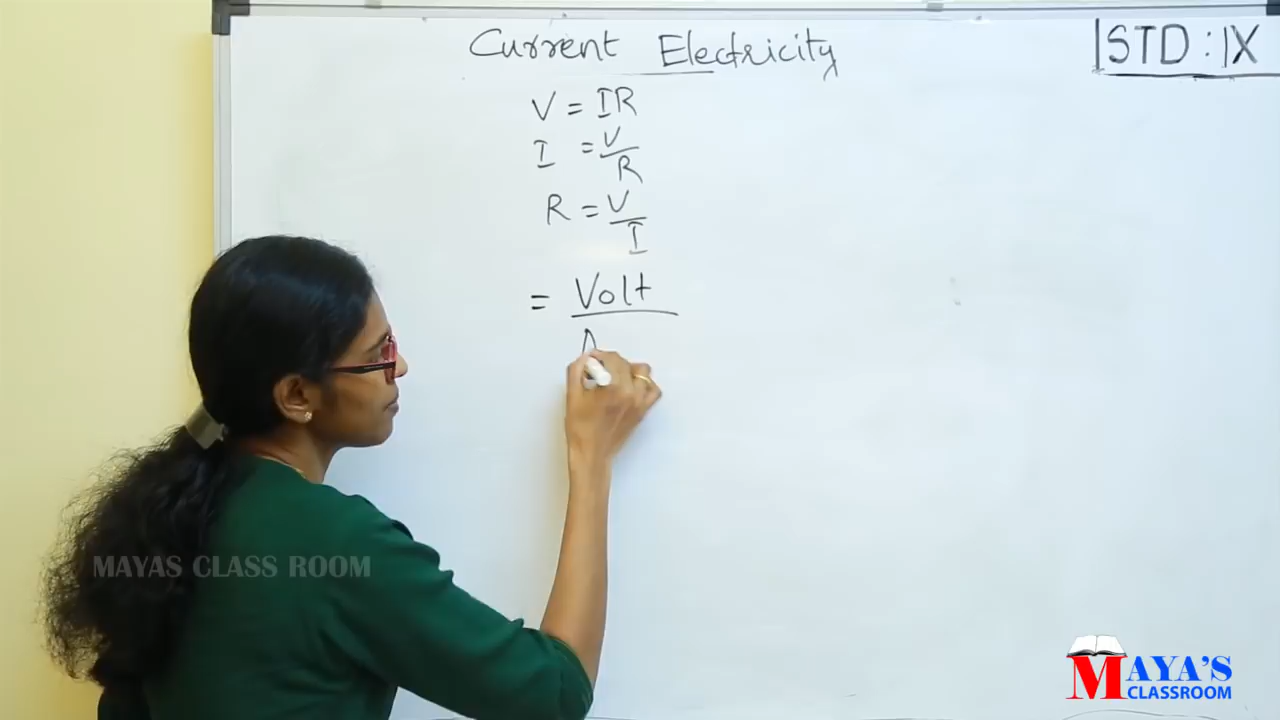 Current Electricity
STD : IX
V = IR
I = V/R
R = V/I
= Volt
A
MAYAS CLASS ROOM
MAYA'S
CLASSROOM